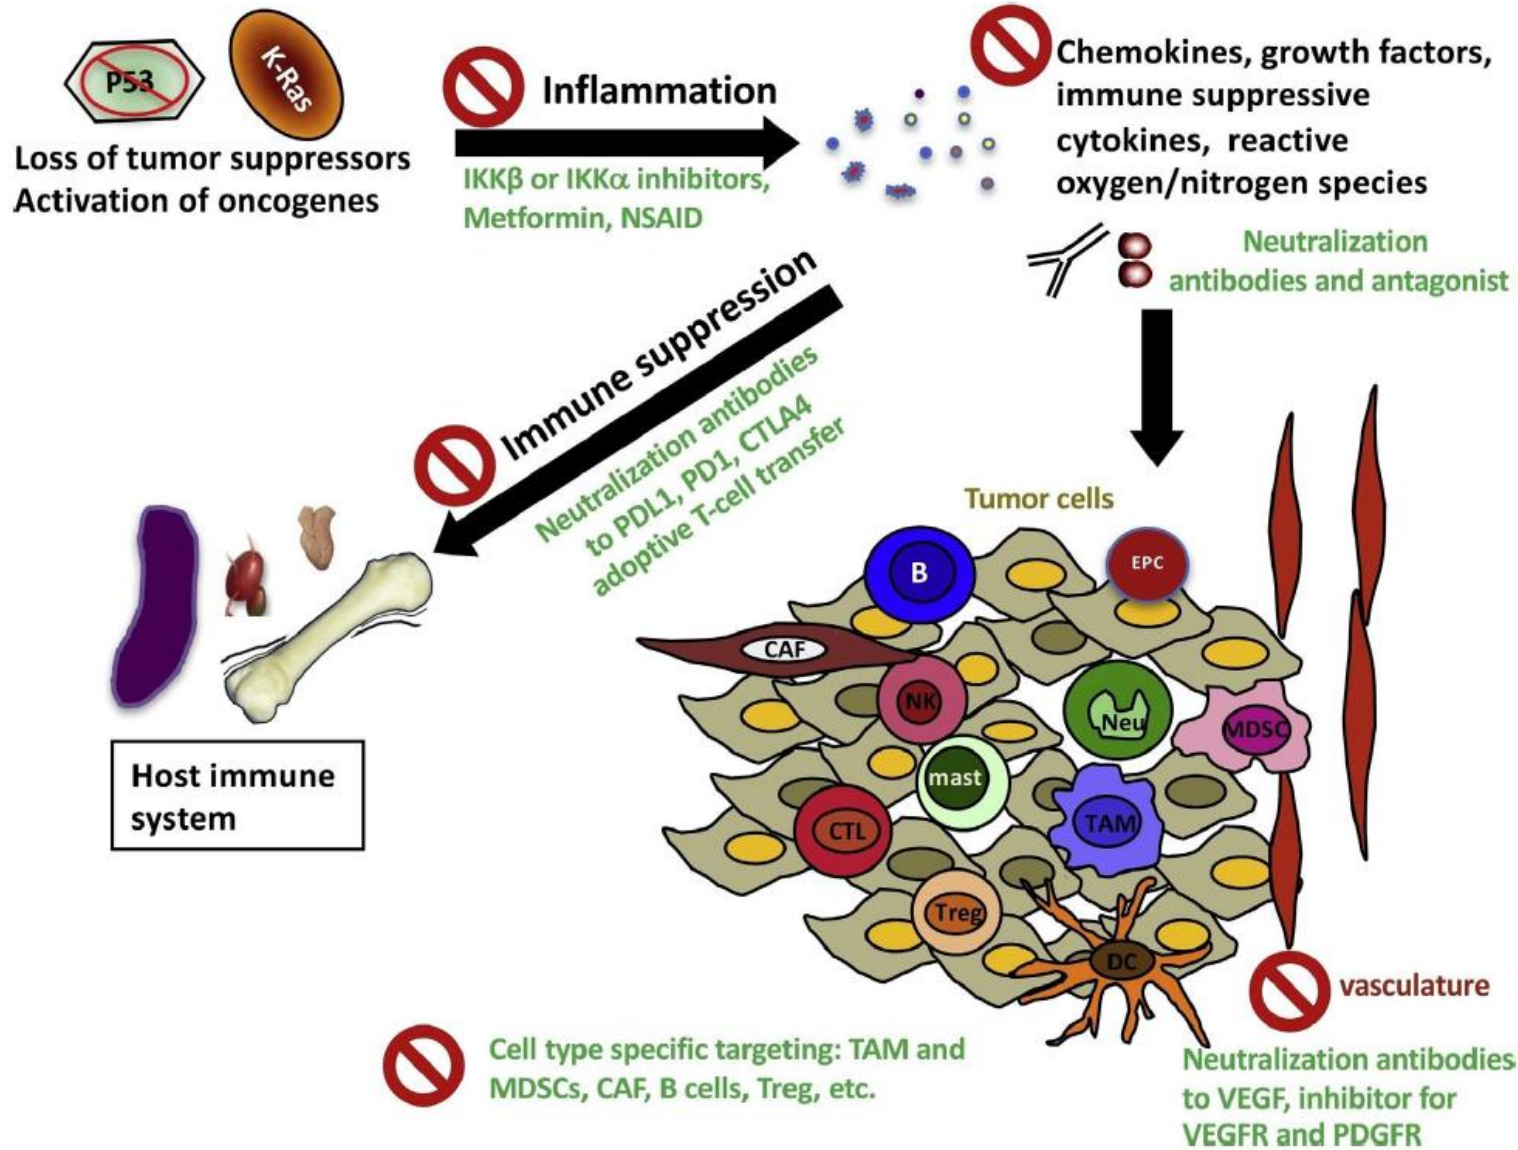 P53
K-Ras
Loss of tumor suppressors
Activation of oncogenes
Inflammation
IKKβ or IKKα inhibitors,
Metformin, NSAID
Chemokines, growth factors,
immune suppressive
cytokines, reactive
oxygen/nitrogen species
Neutralization
antibodies and antagonist
Immune suppression
Neutralization antibodies
to PDL1, PD1, CTLA4
adoptive T-cell transfer
Host immune
system
Tumor cells
B
EPC
CAF
NK
Neu
MDSC
mast
CTL
TAM
Treg
DC
vasculature
Neutralization antibodies
to VEGF, inhibitor for
VEGFR and PDGFR
Cell type specific targeting: TAM and
MDSCs, CAF, B cells, Treg, etc.